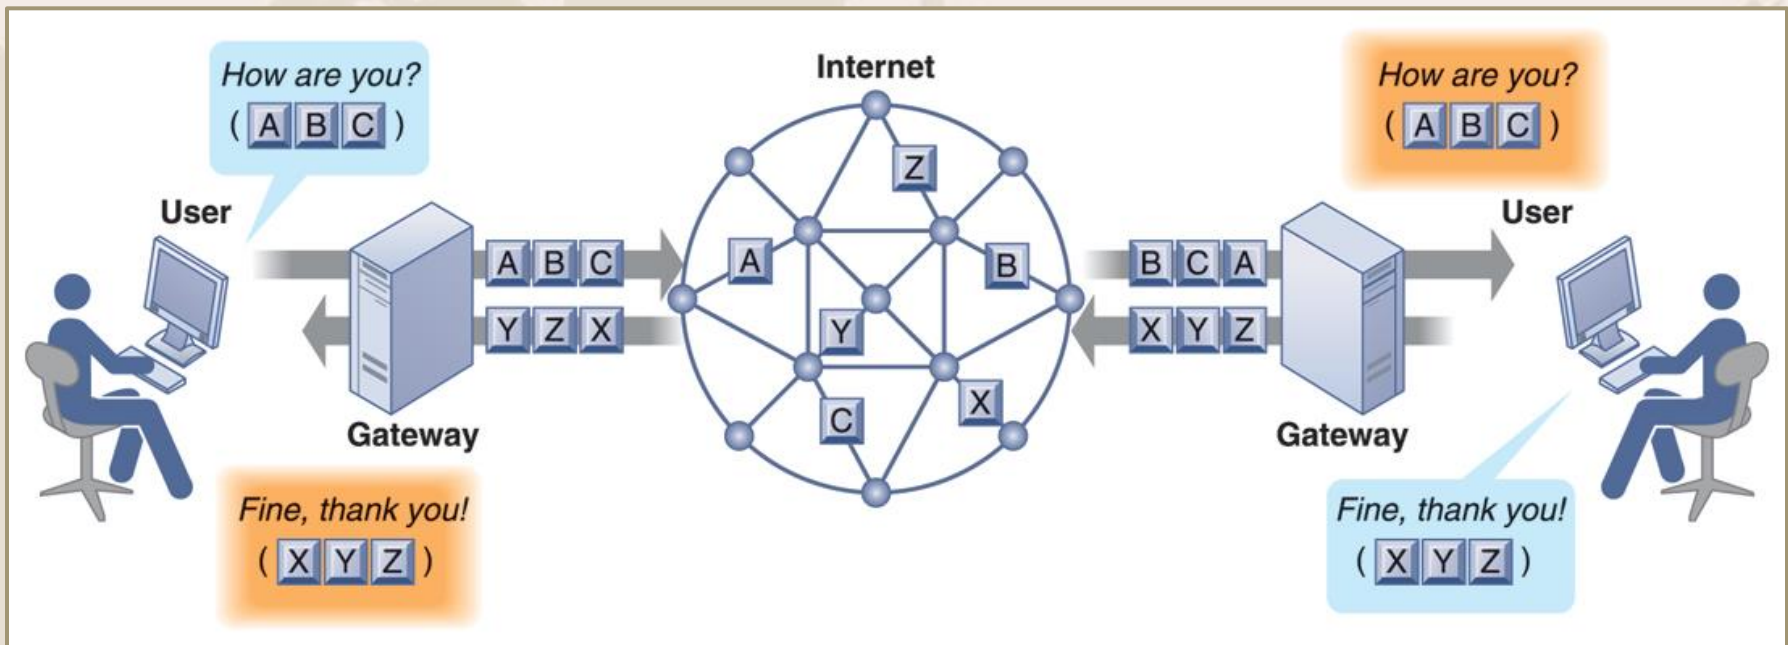 How are you?
( A B C )
User
Gateway
A B C
Y Z X
Fine, thank you!
( X Y Z )
Internet
Z
A
B
Y
X
C
How are you?
( A B C )
User
B C A
X Y Z
Gateway
Fine, thank you!
( X Y Z )